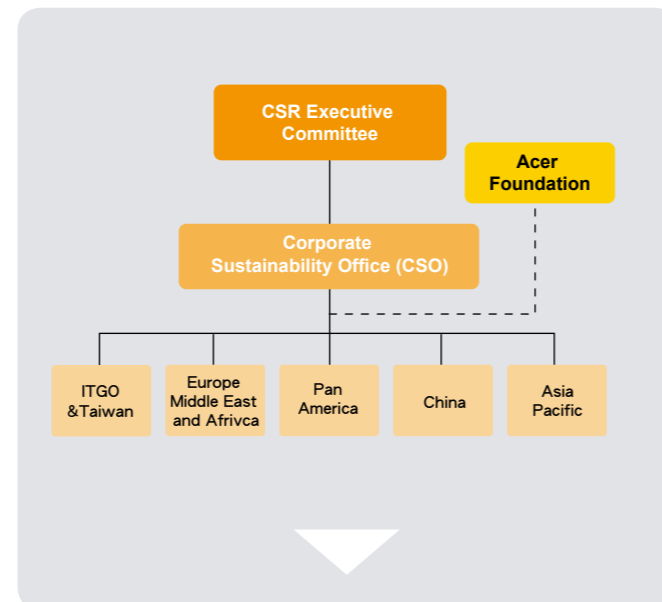 CSR Executive
Committee
Acer
Foundation
Corporate
Sustainability Office (CSO)
ITGO
&Taiwan
Europe
Middle East
and Afrivca
Pan
America
China
Asia
Pacific